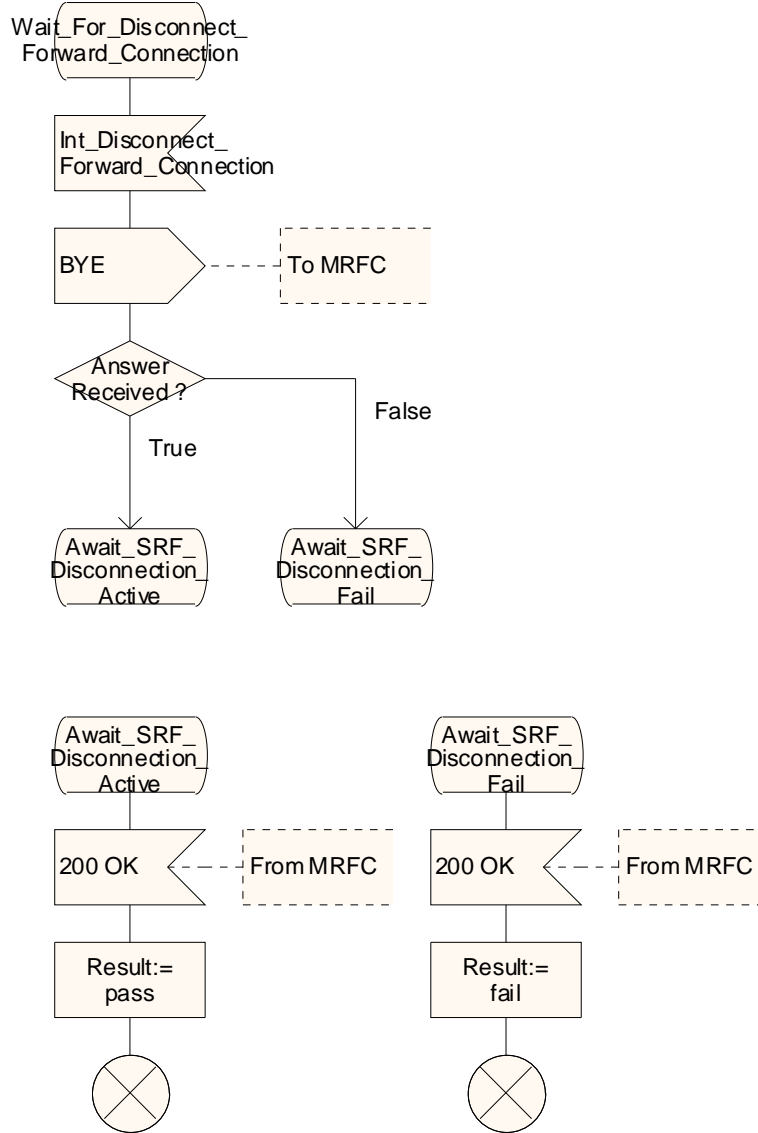 Wait_For_Disconnect_
Forward_Connection
Int_Disconnect_
Forward_Connection
BYE
To MRFC
Answer
Received ?
False
True
Await_SRF_
Disconnection_
Active
Await_SRF_
Disconnection_
Fail
Await_SRF_
Disconnection_
Active
Await_SRF_
Disconnection_
Fail
200 OK
From MRFC
200 OK
From MRFC
Result:=
pass
Result:=
fail